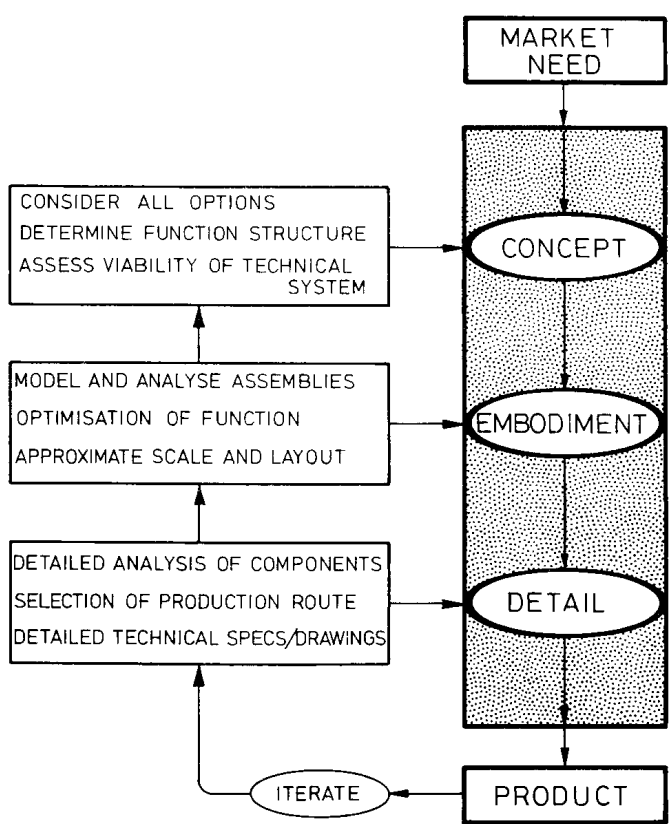 MARKET
NEED
CONSIDER ALL OPTIONS
DETERMINE FUNCTION STRUCTURE
ASSESS VIABILITY OF TECHNICAL
SYSTEM
CONCEPT
MODEL AND ANALYSE ASSEMBLIES
OPTIMISATION OF FUNCTION
APPROXIMATE SCALE AND LAYOUT
EMBODIMENT
DETAILED ANALYSIS OF COMPONENTS
SELECTION OF PRODUCTION ROUTE
DETAILED TECHNICAL SPECS/DRAWINGS
DETAIL
ITERATE
PRODUCT